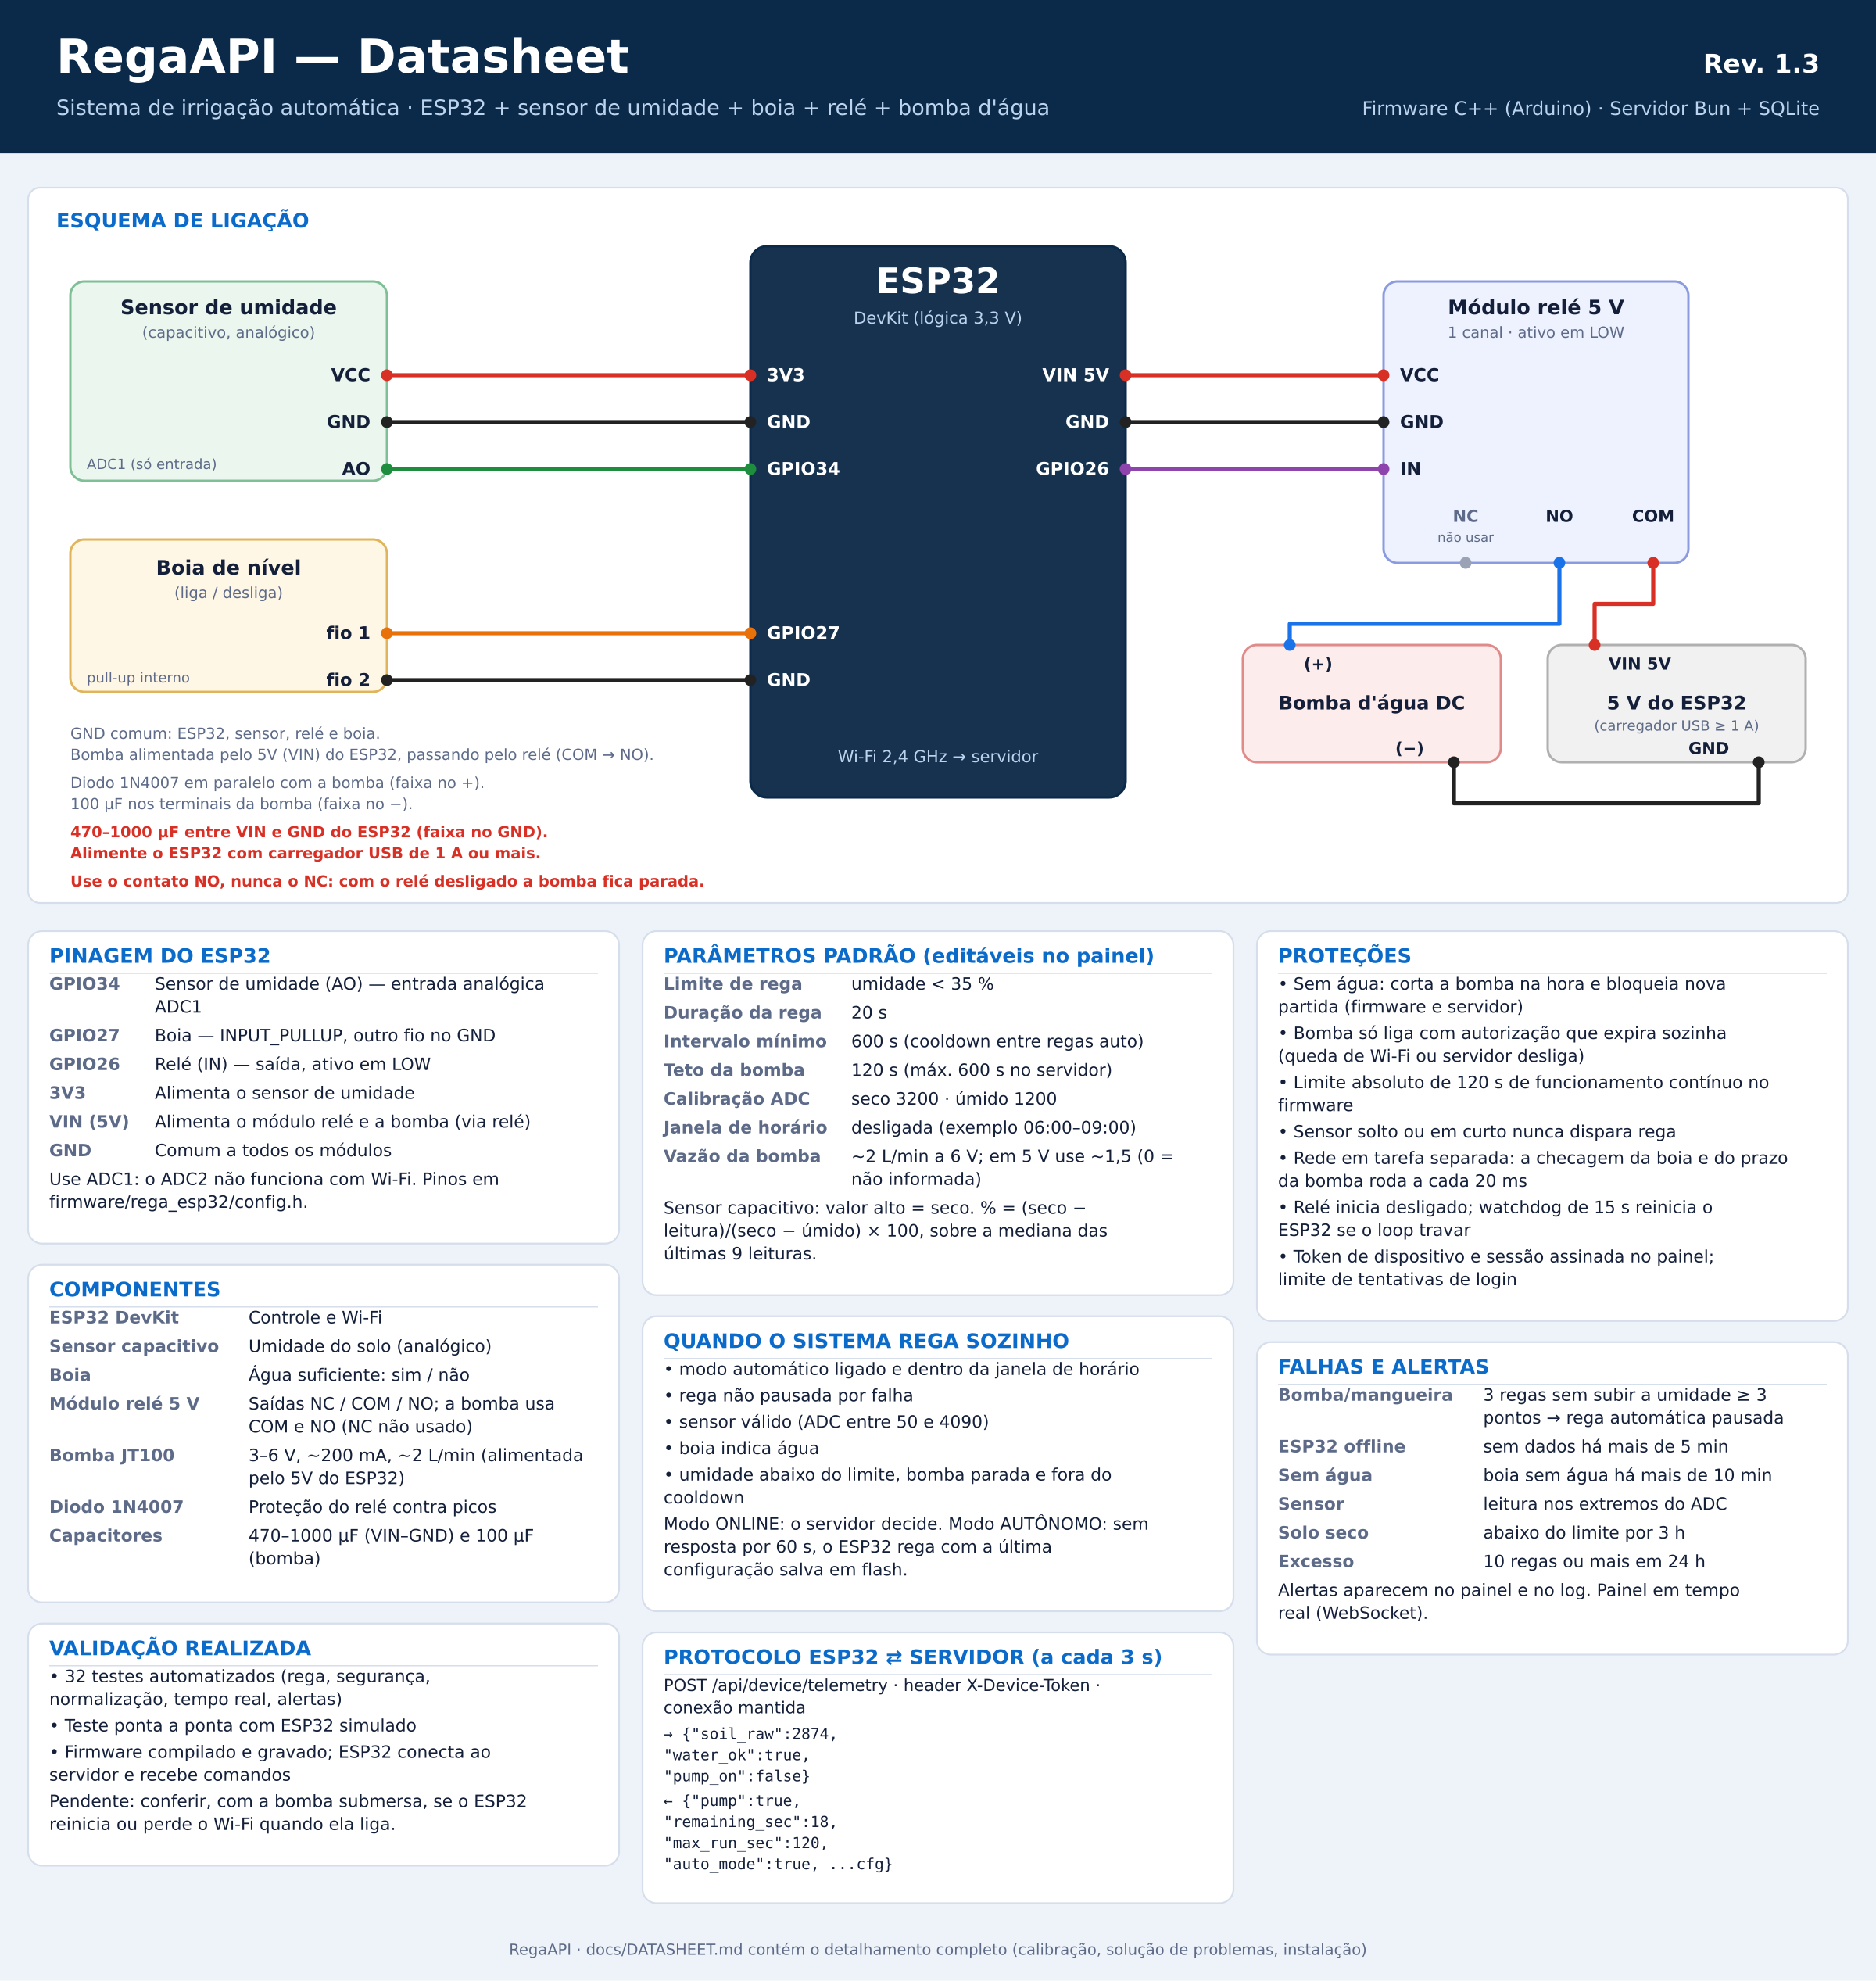 RegaAPI — Datasheet
Rev. 1.3
Sistema de irrigação automática · ESP32 + sensor de umidade + boia + relé + bomba d'água
Firmware C++ (Arduino) · Servidor Bun + SQLite
ESQUEMA DE LIGAÇÃO
Sensor de umidade
(capacitivo, analógico)
VCC
GND
ADC1 (só entrada)
AO
Boia de nível
(liga / desliga)
fio 1
pull-up interno
fio 2
ESP32
DevKit (lógica 3,3 V)
3V3
VIN 5V
GND
GND
GPIO34
GPIO26
GPIO27
GND
Wi-Fi 2,4 GHz → servidor
Módulo relé 5 V
1 canal · ativo em LOW
VCC
GND
IN
NC
NO
COM
não usar
(+)
Bomba d'água DC
(−)
VIN 5V
5 V do ESP32
(carregador USB ≥ 1 A)
GND
GND comum: ESP32, sensor, relé e boia.
Bomba alimentada pelo 5V (VIN) do ESP32, passando pelo relé (COM → NO).
Diodo 1N4007 em paralelo com a bomba (faixa no +).
100 µF nos terminais da bomba (faixa no −).
470–1000 µF entre VIN e GND do ESP32 (faixa no GND).
Alimente o ESP32 com carregador USB de 1 A ou mais.
Use o contato NO, nunca o NC: com o relé desligado a bomba fica parada.
PINAGEM DO ESP32
GPIO34 Sensor de umidade (AO) — entrada analógica
ADC1
GPIO27 Boia — INPUT_PULLUP, outro fio no GND
GPIO26 Relé (IN) — saída, ativo em LOW
3V3 Alimenta o sensor de umidade
VIN (5V) Alimenta o módulo relé e a bomba (via relé)
GND Comum a todos os módulos
Use ADC1: o ADC2 não funciona com Wi-Fi. Pinos em
firmware/rega_esp32/config.h.
COMPONENTES
ESP32 DevKit Controle e Wi-Fi
Sensor capacitivo Umidade do solo (analógico)
Boia Água suficiente: sim / não
Módulo relé 5 V Saídas NC / COM / NO; a bomba usa
COM e NO (NC não usado)
Bomba JT100 3–6 V, ~200 mA, ~2 L/min (alimentada
pelo 5V do ESP32)
Diodo 1N4007 Proteção do relé contra picos
Capacitores 470–1000 µF (VIN–GND) e 100 µF
(bomba)
VALIDAÇÃO REALIZADA
• 32 testes automatizados (rega, segurança,
normalização, tempo real, alertas)
• Teste ponta a ponta com ESP32 simulado
• Firmware compilado e gravado; ESP32 conecta ao
servidor e recebe comandos
Pendente: conferir, com a bomba submersa, se o ESP32
reinicia ou perde o Wi-Fi quando ela liga.
PARÂMETROS PADRÃO (editáveis no painel)
Limite de rega umidade < 35 %
Duração da rega 20 s
Intervalo mínimo 600 s (cooldown entre regas auto)
Teto da bomba 120 s (máx. 600 s no servidor)
Calibração ADC seco 3200 · úmido 1200
Janela de horário desligada (exemplo 06:00–09:00)
Vazão da bomba ~2 L/min a 6 V; em 5 V use ~1,5 (0 =
não informada)
Sensor capacitivo: valor alto = seco. % = (seco −
leitura)/(seco − úmido) × 100, sobre a mediana das
últimas 9 leituras.
QUANDO O SISTEMA REGA SOZINHO
• modo automático ligado e dentro da janela de horário
• rega não pausada por falha
• sensor válido (ADC entre 50 e 4090)
• boia indica água
• umidade abaixo do limite, bomba parada e fora do
cooldown
Modo ONLINE: o servidor decide. Modo AUTÔNOMO: sem
resposta por 60 s, o ESP32 rega com a última
configuração salva em flash.
PROTOCOLO ESP32 ⇄ SERVIDOR (a cada 3 s)
POST /api/device/telemetry · header X-Device-Token ·
conexão mantida
→ {"soil_raw":2874,
"water_ok":true,
"pump_on":false}
← {"pump":true,
"remaining_sec":18,
"max_run_sec":120,
"auto_mode":true, ...cfg}
PROTEÇÕES
• Sem água: corta a bomba na hora e bloqueia nova
partida (firmware e servidor)
• Bomba só liga com autorização que expira sozinha
(queda de Wi-Fi ou servidor desliga)
• Limite absoluto de 120 s de funcionamento contínuo no
firmware
• Sensor solto ou em curto nunca dispara rega
• Rede em tarefa separada: a checagem da boia e do prazo
da bomba roda a cada 20 ms
• Relé inicia desligado; watchdog de 15 s reinicia o
ESP32 se o loop travar
• Token de dispositivo e sessão assinada no painel;
limite de tentativas de login
FALHAS E ALERTAS
Bomba/mangueira 3 regas sem subir a umidade ≥ 3
pontos → rega automática pausada
ESP32 offline sem dados há mais de 5 min
Sem água boia sem água há mais de 10 min
Sensor leitura nos extremos do ADC
Solo seco abaixo do limite por 3 h
Excesso 10 regas ou mais em 24 h
Alertas aparecem no painel e no log. Painel em tempo
real (WebSocket).
RegaAPI · docs/DATASHEET.md contém o detalhamento completo (calibração, solução de problemas, instalação)